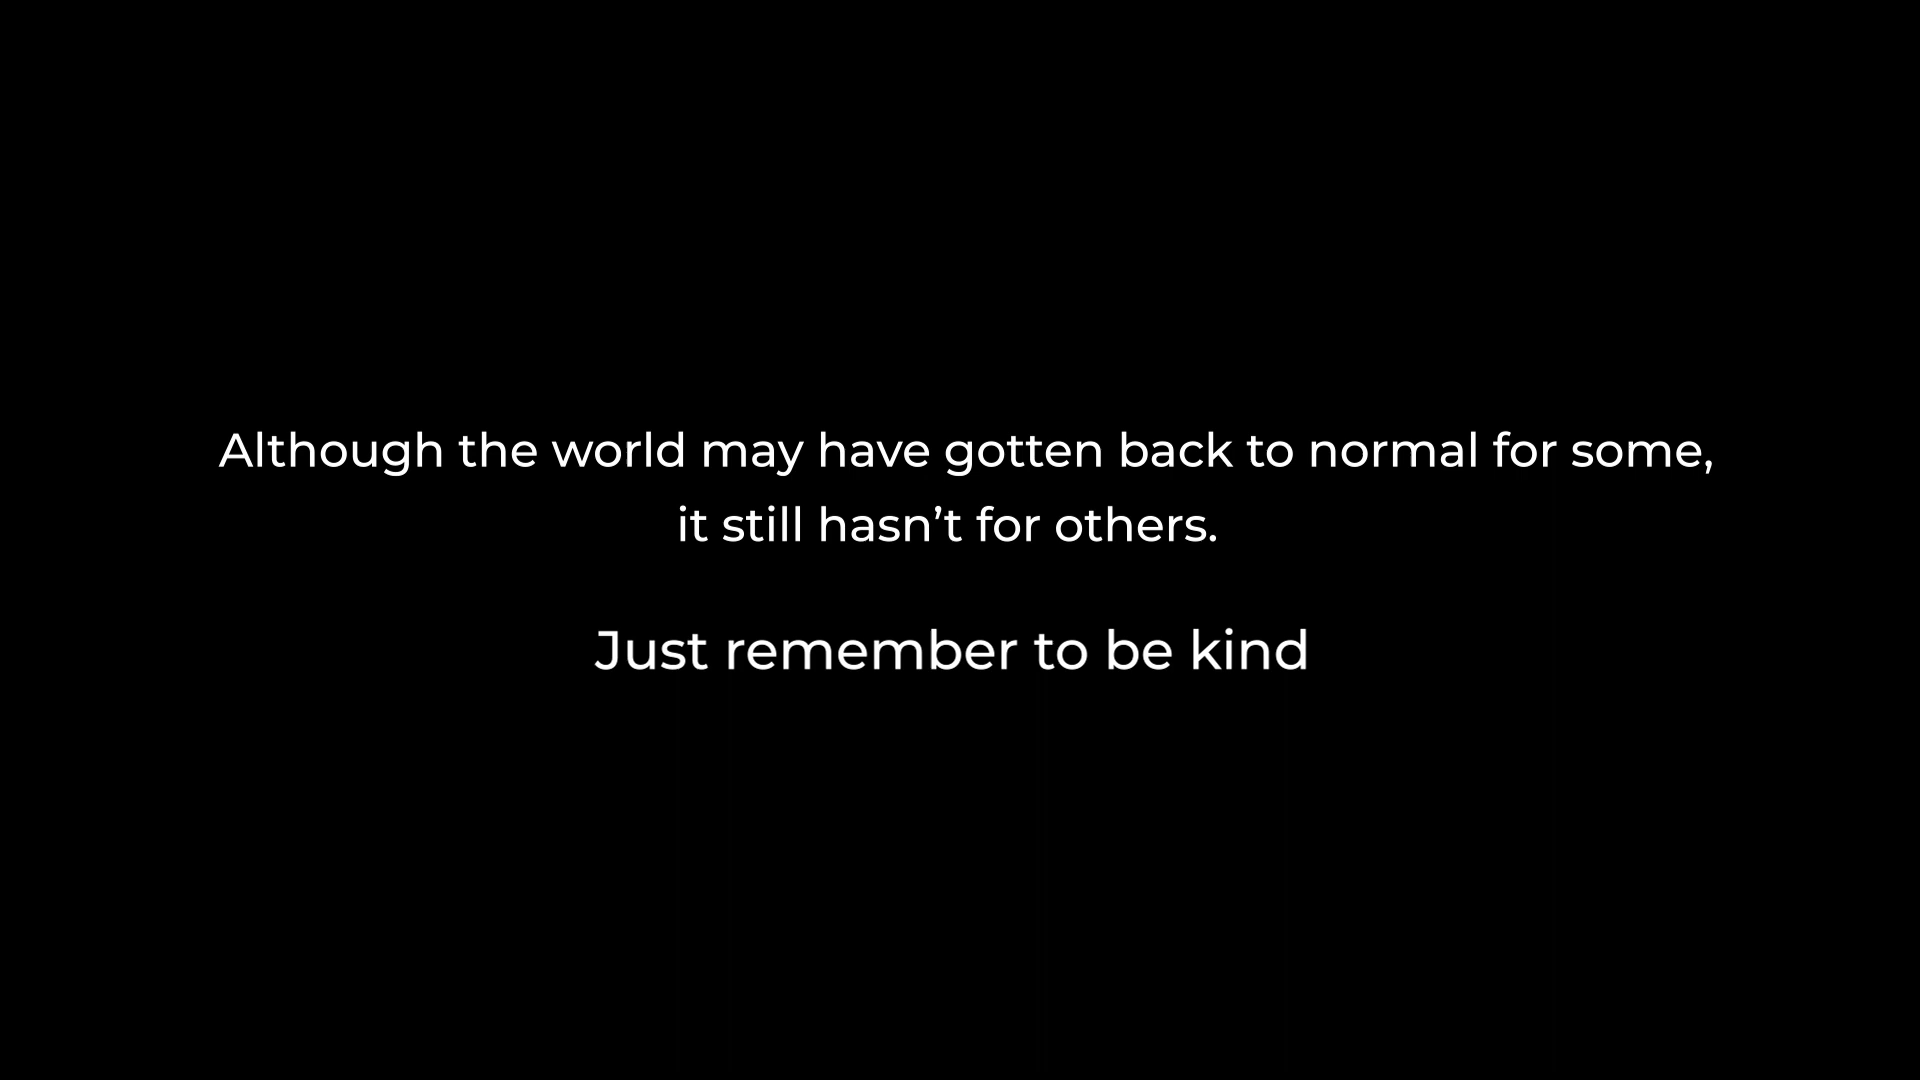 Although the world may have gotten back to normal for some,
it still hasn’t for others.
Just remember to be kind